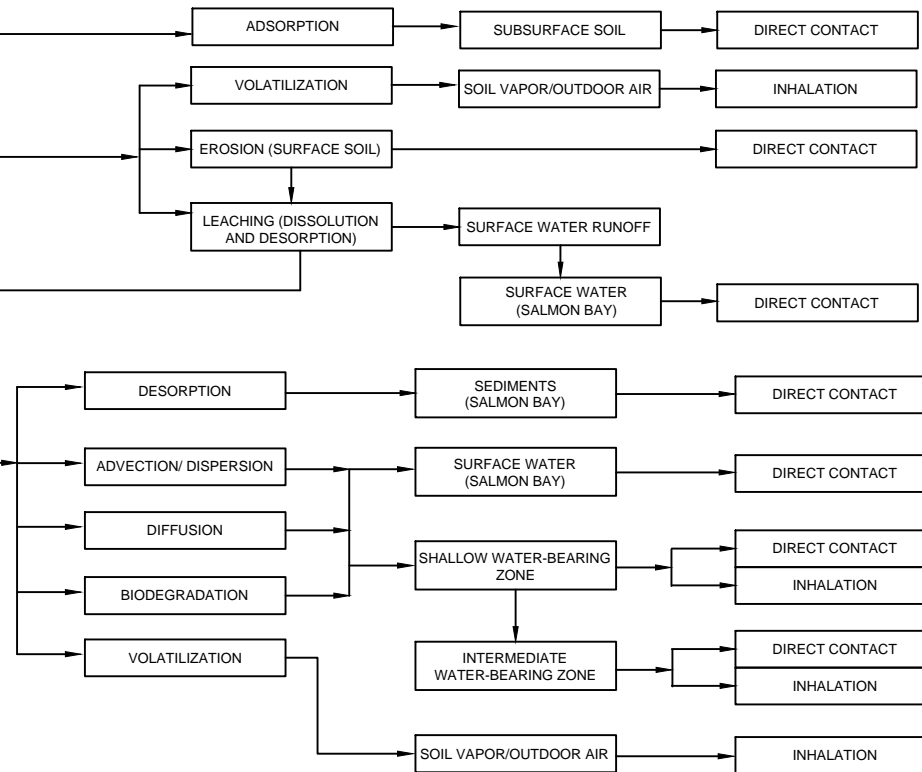 ADSORPTION
SUBSURFACE SOIL
DIRECT CONTACT
VOLATILIZATION
SOIL VAPOR/OUTDOOR AIR
INHALATION
EROSION (SURFACE SOIL)
DIRECT CONTACT
LEACHING (DISSOLUTION
AND DESORPTION)
SURFACE WATER RUNOFF
SURFACE WATER
(SALMON BAY)
DIRECT CONTACT
DESORPTION
SEDIMENTS
(SALMON BAY)
DIRECT CONTACT
ADVECTION/ DISPERSION
SURFACE WATER
(SALMON BAY)
DIRECT CONTACT
DIFFUSION
BIODEGRADATION
SHALLOW WATER-BEARING
ZONE
DIRECT CONTACT
INHALATION
VOLATILIZATION
INTERMEDIATE
WATER-BEARING ZONE
DIRECT CONTACT
INHALATION
SOIL VAPOR/OUTDOOR AIR
INHALATION